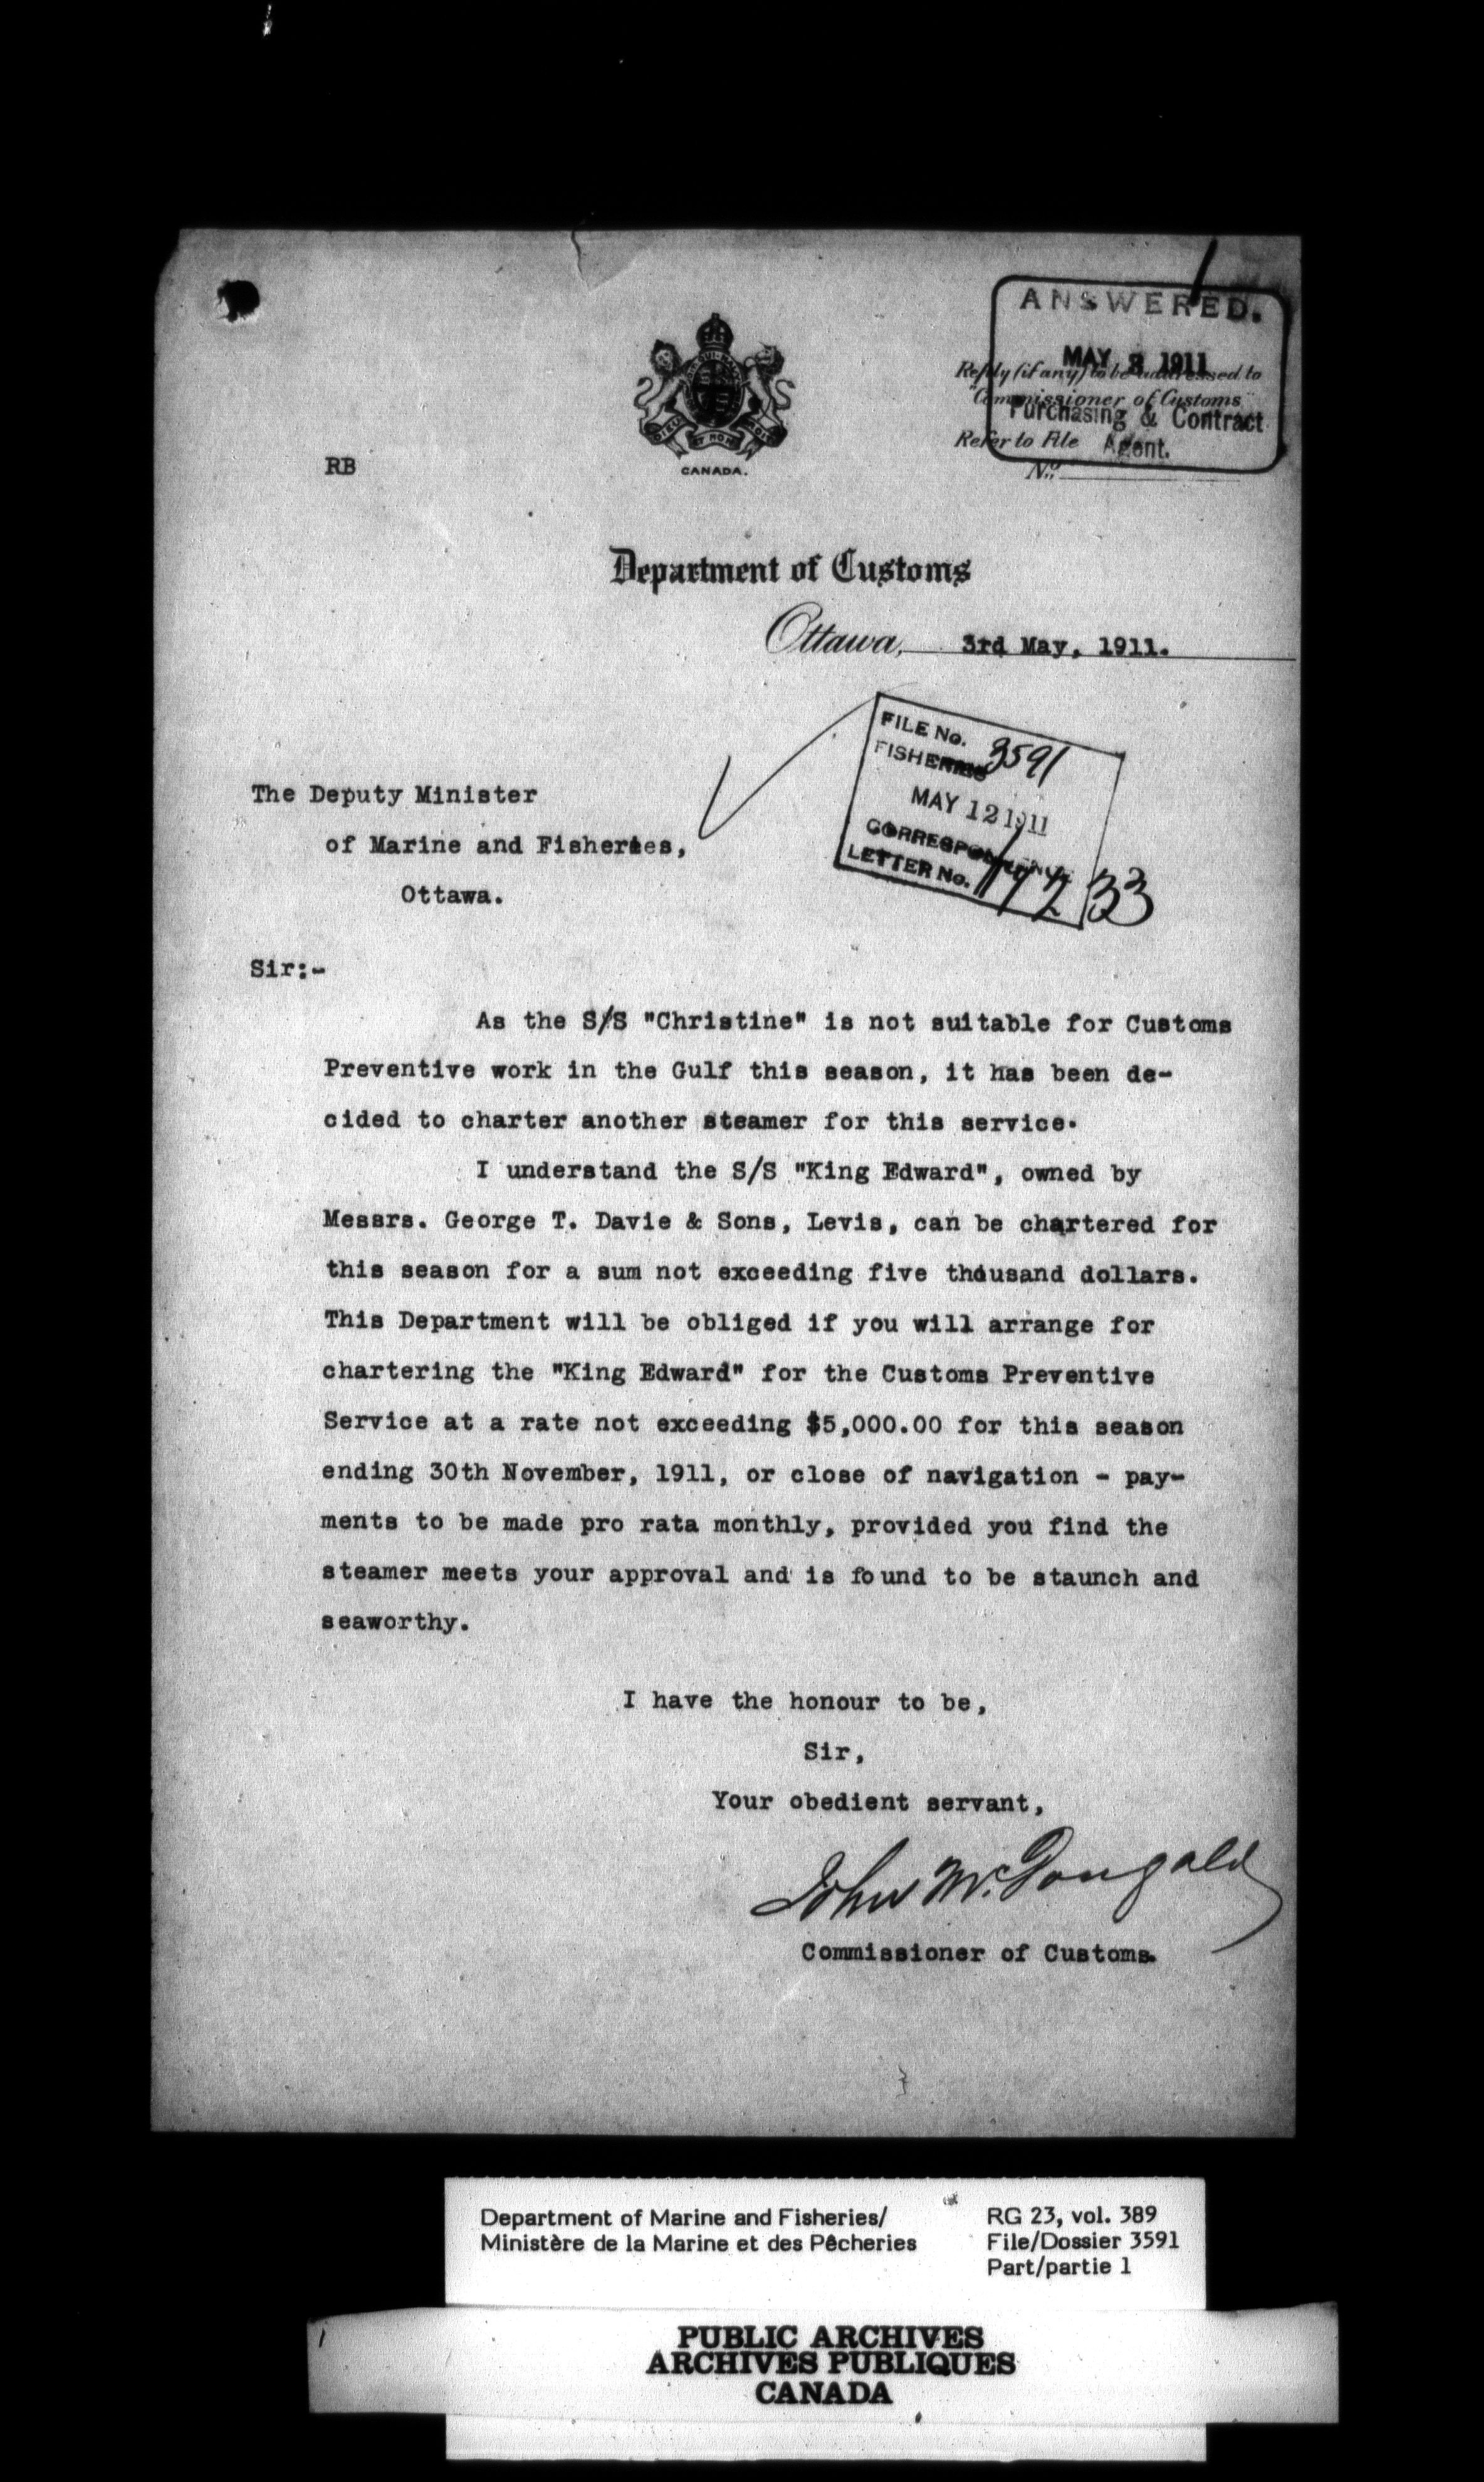 ANSWERED.
MAY 8 1911
Reply (if any) to be addressed to
"Commissioner of Customs"
Purchasing & Contract
Refer to File
Agent.
No.
RB
DIEU ET MON DROIT
CANADA.
Department of Customs
Ottawa, 3rd May, 1911.
FILE No. 3591
FISHERIES
MAY 12 1911
CORRESPONDENCE
LETTER No. 17233
The Deputy Minister
of Marine and Fisheries,
Ottawa.
Sir:-
As the S/S "Christine" is not suitable for Customs
Preventive work in the Gulf this season, it has been de-
cided to charter another steamer for this service.
I understand the S/S "King Edward", owned by
Messrs. George T. Davie & Sons, Levis, can be chartered for
this season for a sum not exceeding five thousand dollars.
This Department will be obliged if you will arrange for
chartering the "King Edward" for the Customs Preventive
Service at a rate not exceeding $5,000.00 for this season
ending 30th November, 1911, or close of navigation - pay-
ments to be made pro rata monthly, provided you find the
steamer meets your approval and is found to be staunch and
seaworthy.
I have the honour to be,
Sir,
Your obedient servant,
John McDougald
Commissioner of Customs.
Department of Marine and Fisheries/
Ministère de la Marine et des Pêcheries
RG 23, vol. 389
File/Dossier 3591
Part/partie 1
PUBLIC ARCHIVES
ARCHIVES PUBLIQUES
CANADA